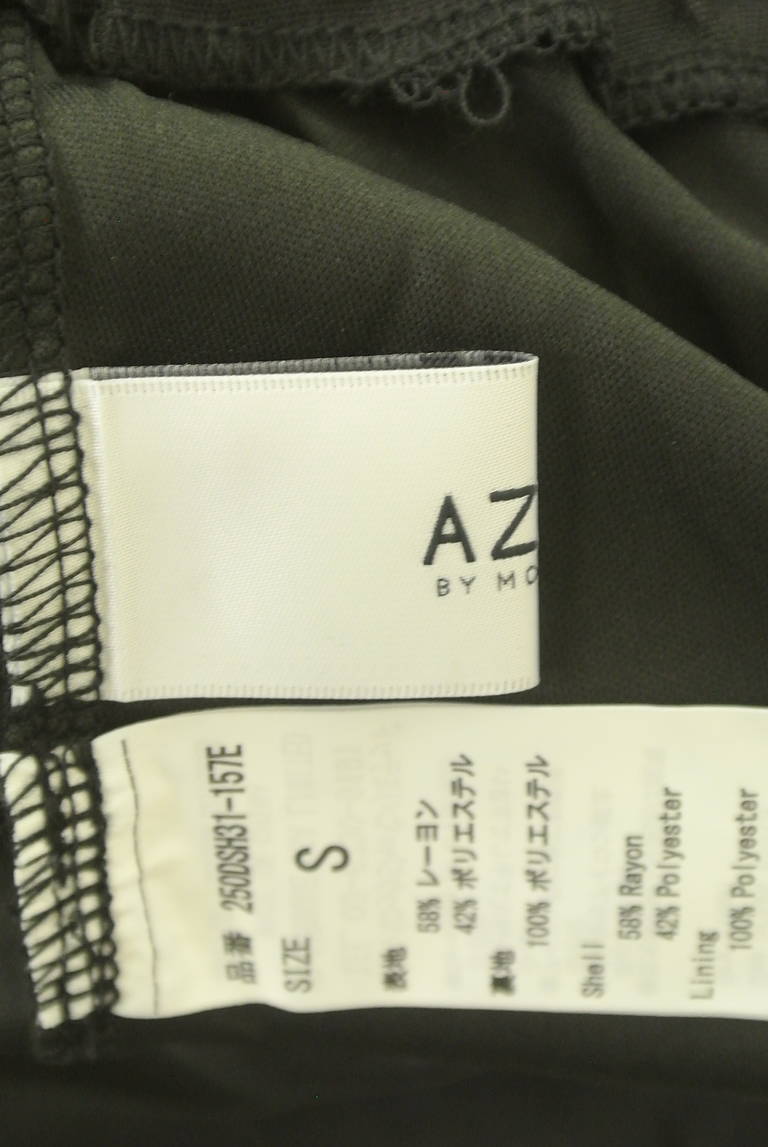 AZ
BY MO
品番 250DSH31-157E
SIZE S
表地
58% レーヨン
42% ポリエステル
裏地
100% ポリエステル
Shell
58% Rayon
42% Polyester
Lining
100% Polyester